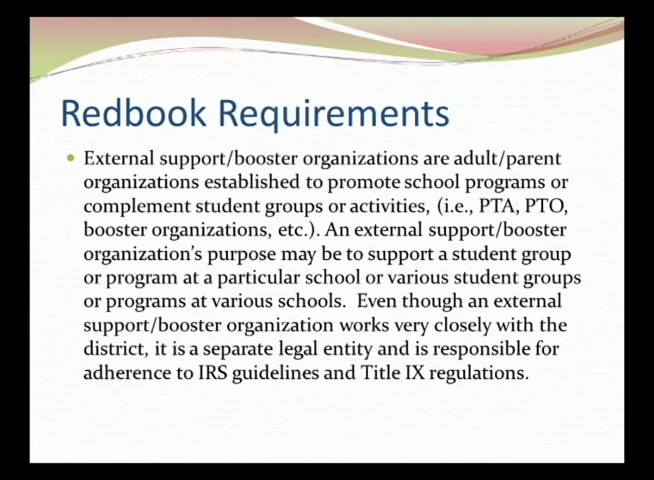 Redbook Requirements
• External support/booster organizations are adult/parent
organizations established to promote school programs or
complement student groups or activities, (i.e., PTA, PTO,
booster organizations, etc.). An external support/booster
organization's purpose may be to support a student group
or program at a particular school or various student groups
or programs at various schools.  Even though an external
support/booster organization works very closely with the
district, it is a separate legal entity and is responsible for
adherence to IRS guidelines and Title IX regulations.